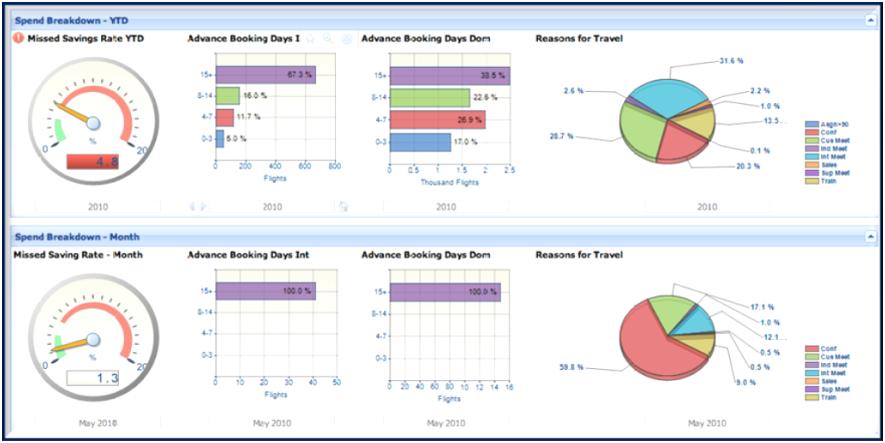 Spend Breakdown - YTD
Missed Savings Rate YTD
0
20
%
4.8
2010
Advance Booking Days I
15+
8-14
4-7
0-3
67.3 %
16.0 %
11.7 %
5.0 %
0 200 400 600 800
Flights
2010
Advance Booking Days Dom
15+
8-14
4-7
0-3
38.5 %
22.6 %
26.9 %
17.0 %
0 0.5 1 1.5 2 2.5
Thousand Flights
2010
Reasons for Travel
31.6 %
2.2 %
1.0 %
13.5...
0.1 %
20.3 %
28.7 %
2.6 %
Conf
Cus Meet
Ind Meet
Int Meet
Sales
Sup Meet
Train
2010
Spend Breakdown - Month
Missed Saving Rate - Month
0
20
%
1.3
May 2010
Advance Booking Days Int
15+
8-14
4-7
0-3
100.0 %
0 10 20 30 40 50
Flights
May 2010
Advance Booking Days Dom
15+
8-14
4-7
0-3
100.0 %
0 20 40 60 80 10 12 14 16
Flights
May 2010
Reasons for Travel
17.1 %
1.0 %
12.1...
0.5 %
0.5 %
9.0 %
59.8 %
Conf
Cus Meet
Ind Meet
Int Meet
Sales
Sup Meet
Train
May 2010